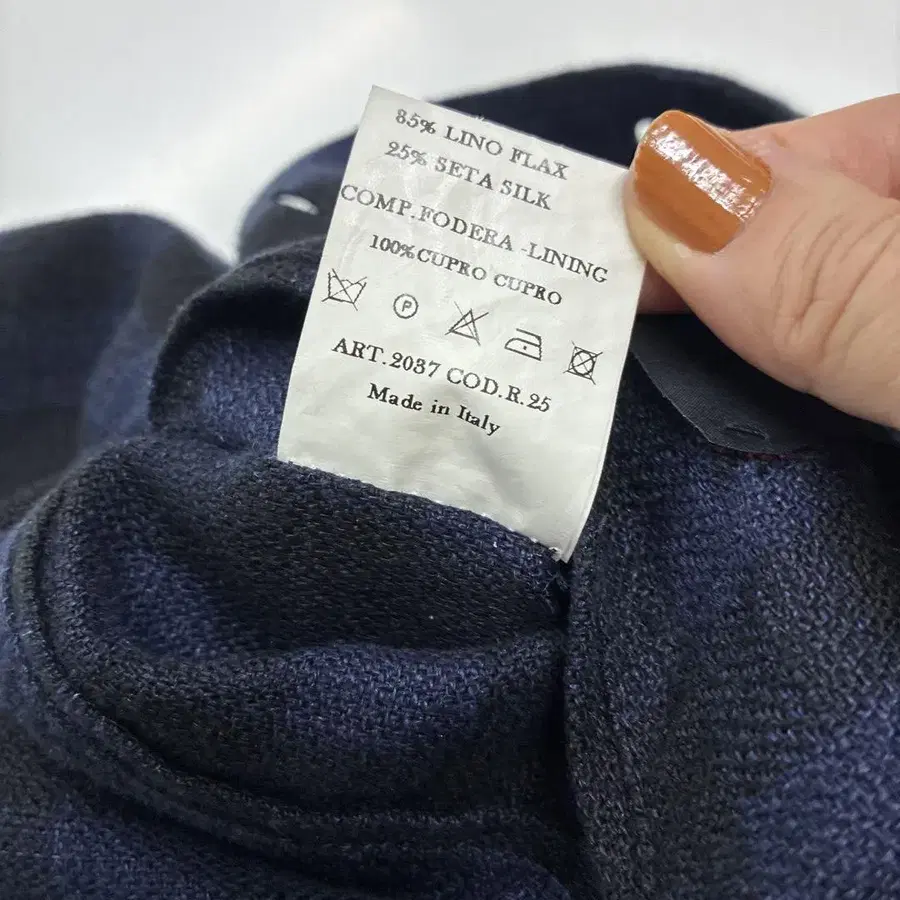 85% LINO FLAX
25% SETA SILK
COMP.FODERA -LINING
100%CUPRO CUPRO
P
ART.2037 COD.R.25
Made in Italy